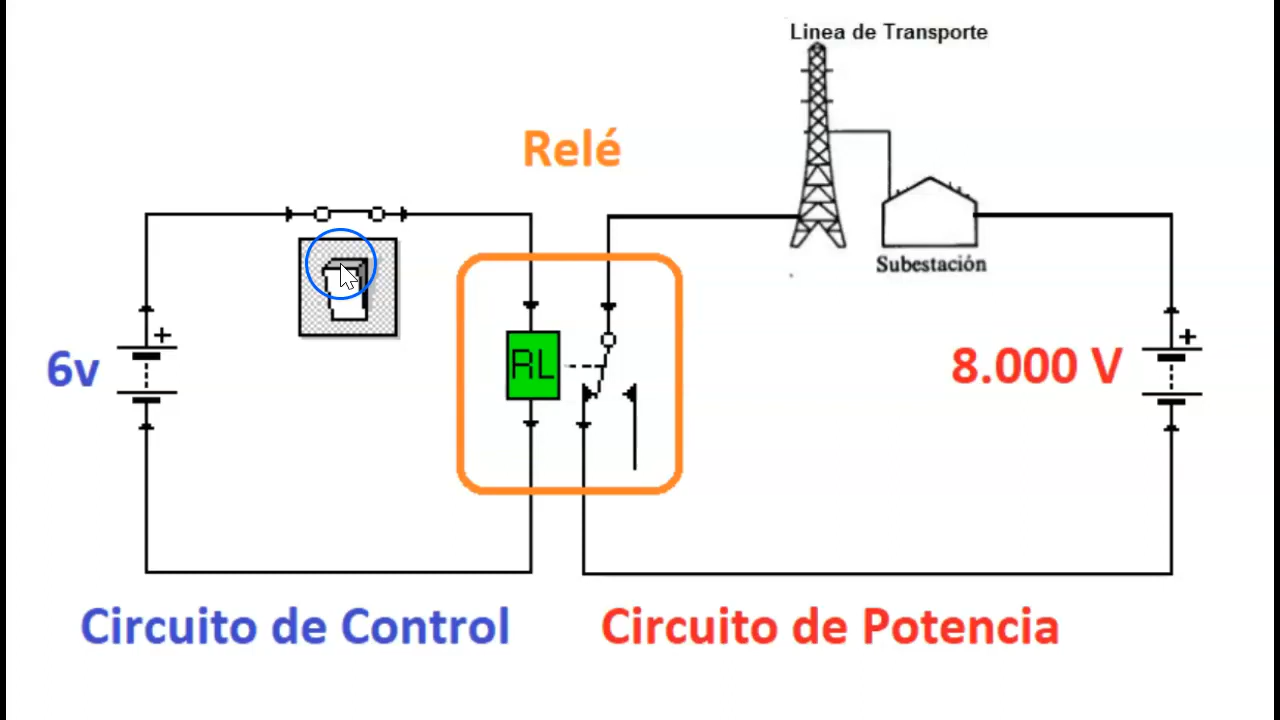 Linea de Transporte
Relé
Subestación
+
+
6v
RL
8.000 V
Circuito de Control
Circuito de Potencia